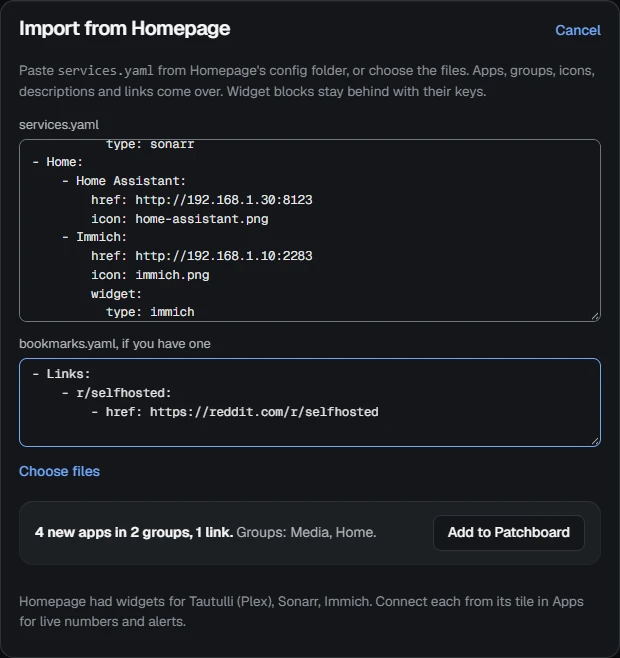 Import from Homepage
Cancel
Paste services.yaml from Homepage's config folder, or choose the files. Apps, groups, icons,
descriptions and links come over. Widget blocks stay behind with their keys.
services.yaml
type: sonarr
- Home:
- Home Assistant:
href: http://192.168.1.30:8123
icon: home-assistant.png
- Immich:
href: http://192.168.1.10:2283
icon: immich.png
widget:
type: immich
bookmarks.yaml, if you have one
- Links:
- r/selfhosted:
- href: https://reddit.com/r/selfhosted
Choose files
4 new apps in 2 groups, 1 link. Groups: Media, Home.
Add to Patchboard
Homepage had widgets for Tautulli (Plex), Sonarr, Immich. Connect each from its tile in Apps
for live numbers and alerts.